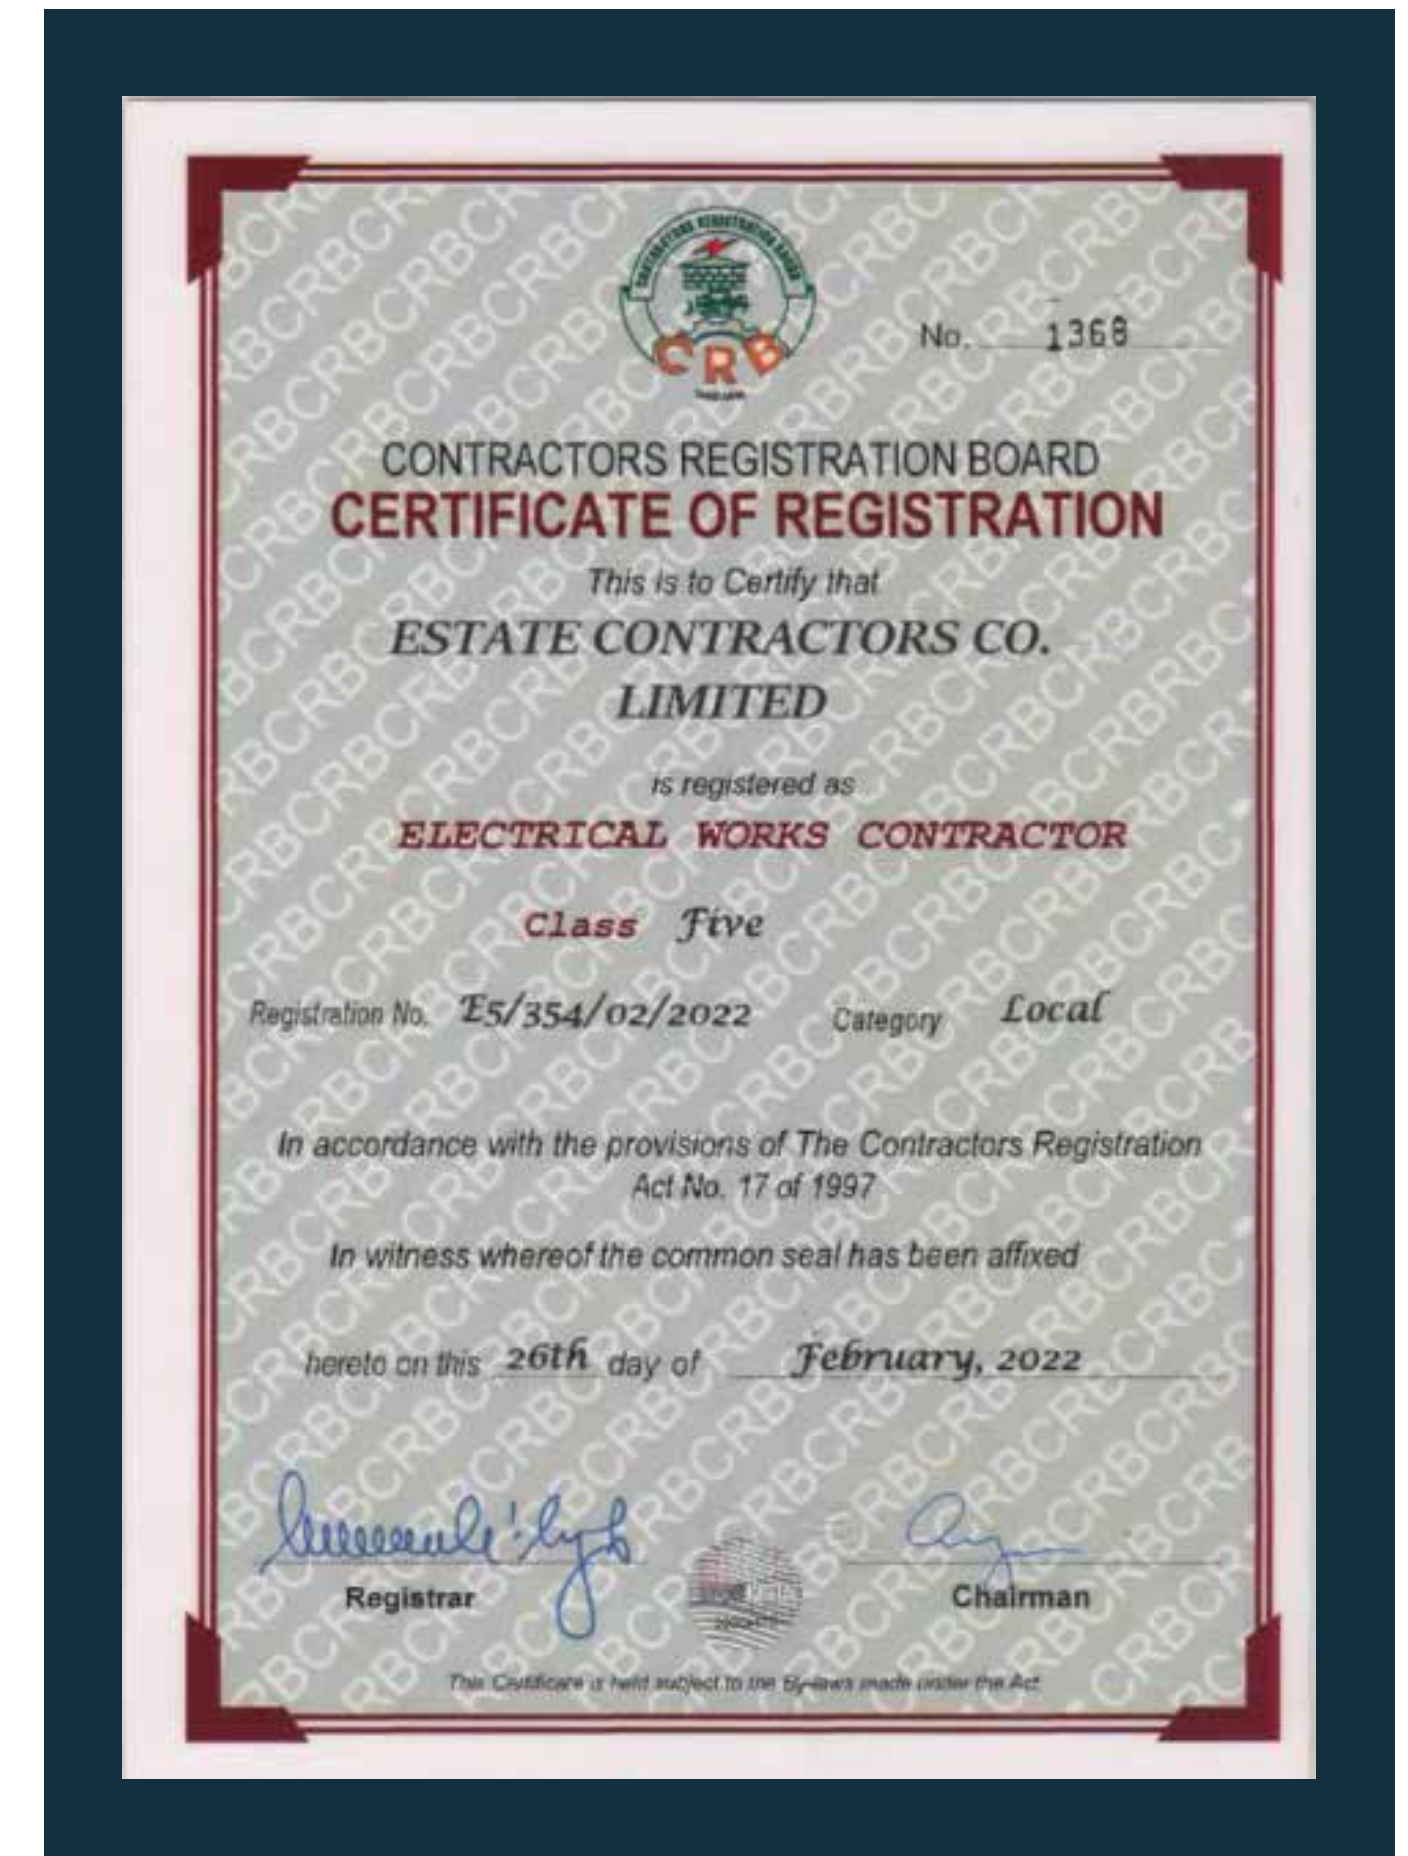 CONTRACTORS REGISTRATION BOARD
CRB
No. 1368
CONTRACTORS REGISTRATION BOARD
CERTIFICATE OF REGISTRATION
This is to Certify that
ESTATE CONTRACTORS CO.
LIMITED
is registered as
ELECTRICAL WORKS CONTRACTOR
Class Five
Registration No. E5/354/02/2022 Category Local
In accordance with the provisions of The Contractors Registration
Act No. 17 of 1997
In witness whereof the common seal has been affixed
hereto on this 26th day of February, 2022
Registrar Chairman
This Certificate is held subject to the By-laws made under the Act